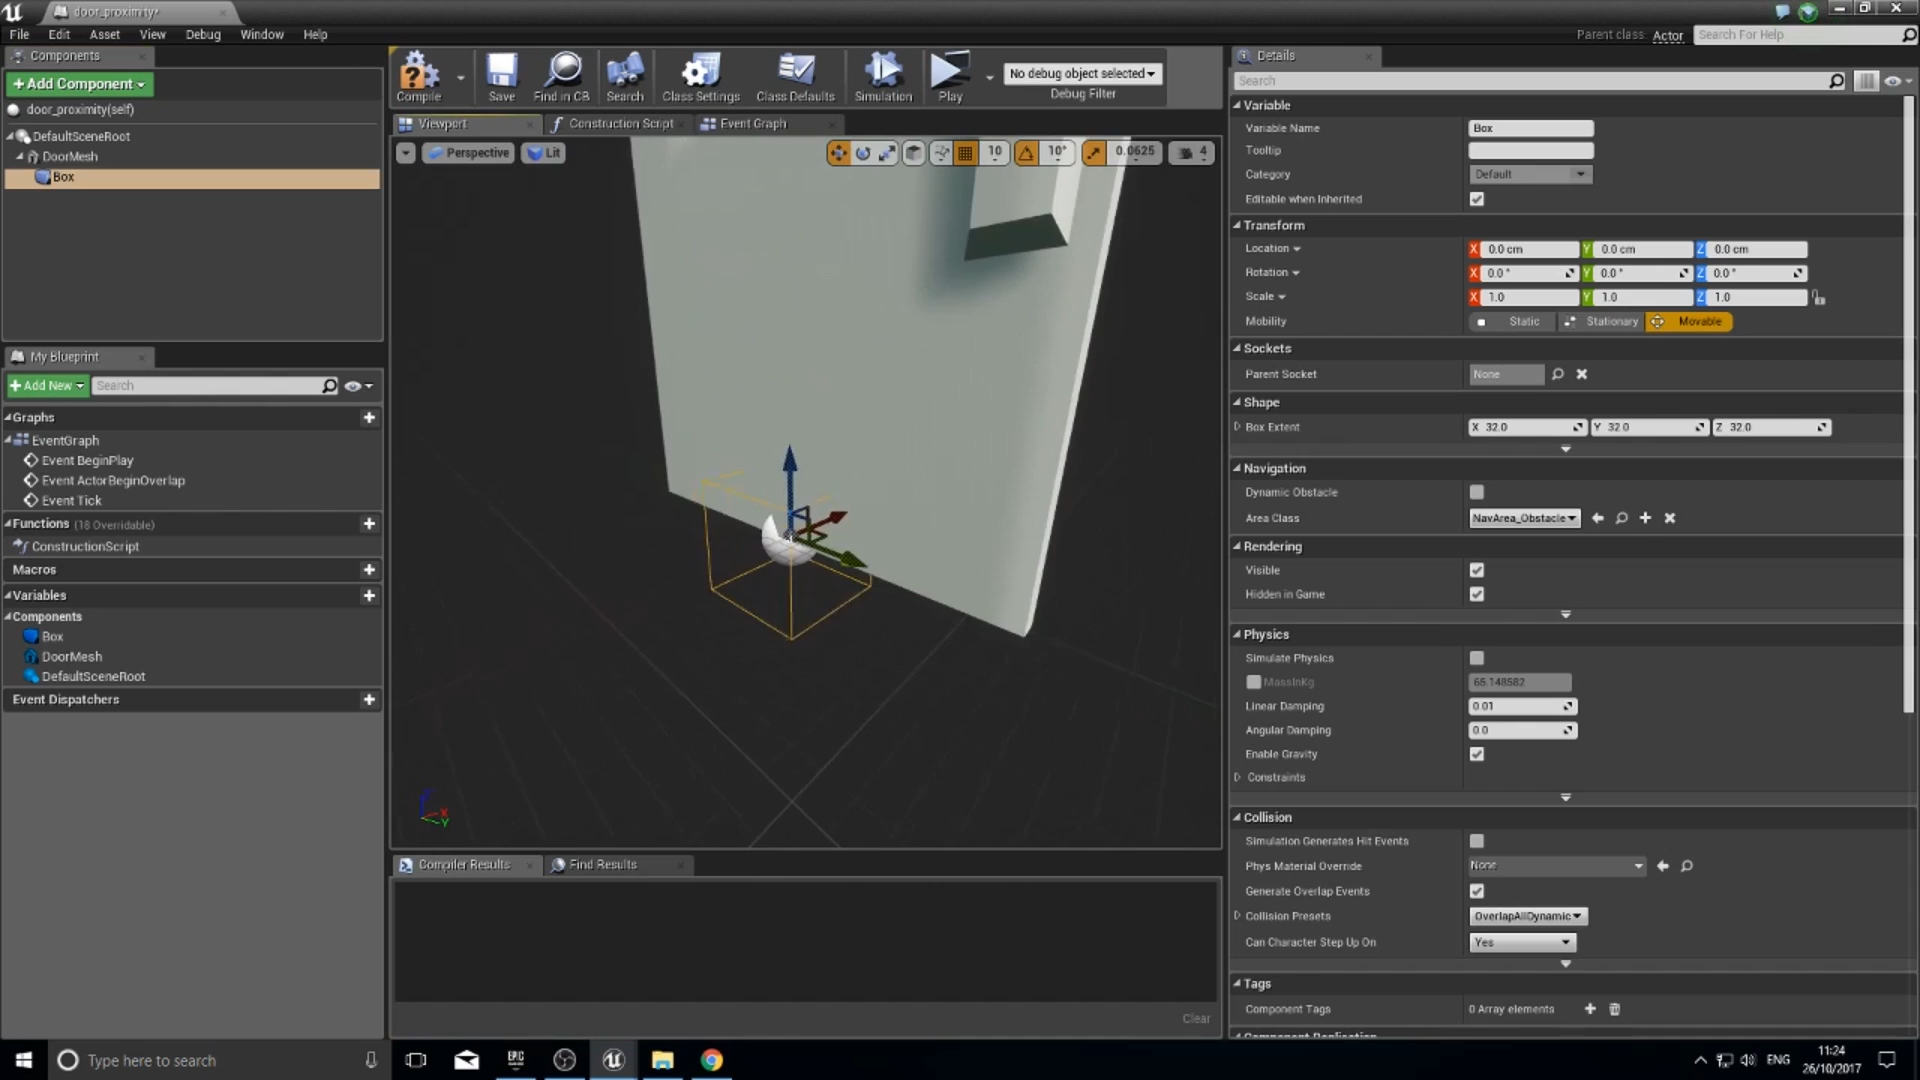 door_proximity*
File Edit Asset View Debug Window Help
Parent class: Actor
Search For Help
Components
+Add Component
door_proximity(self)
DefaultSceneRoot
DoorMesh
Box
My Blueprint
+Add New
Search
Graphs
EventGraph
Event BeginPlay
Event ActorBeginOverlap
Event Tick
Functions (18 Overridable)
ConstructionScript
Macros
Variables
Components
Box
DoorMesh
DefaultSceneRoot
Event Dispatchers
Compile Save Find in CB Search Class Settings Class Defaults Simulation Play
No debug object selected
Debug Filter
Viewport Construction Script Event Graph
Perspective Lit 10 10° 0.0625 4
X
Y
Compiler Results Find Results
Clear
Details
Search
Variable
Variable Name Box
Tooltip
Category Default
Editable when Inherited
Transform
Location X 0.0 cm Y 0.0 cm Z 0.0 cm
Rotation X 0.0° Y 0.0° Z 0.0°
Scale X 1.0 Y 1.0 Z 1.0
Mobility Static Stationary Movable
Sockets
Parent Socket None
Shape
Box Extent X 32.0 Y 32.0 Z 32.0
Navigation
Dynamic Obstacle
Area Class NavArea_Obstacle
Rendering
Visible
Hidden in Game
Physics
Simulate Physics
MassInKg 65.148582
Linear Damping 0.01
Angular Damping 0.0
Enable Gravity
Constraints
Collision
Simulation Generates Hit Events
Phys Material Override None
Generate Overlap Events
Collision Presets OverlapAllDynamic
Can Character Step Up On Yes
Tags
Component Tags 0 Array elements
Component Replication
Type here to search
EPIC
ENG
11:24
26/10/2017